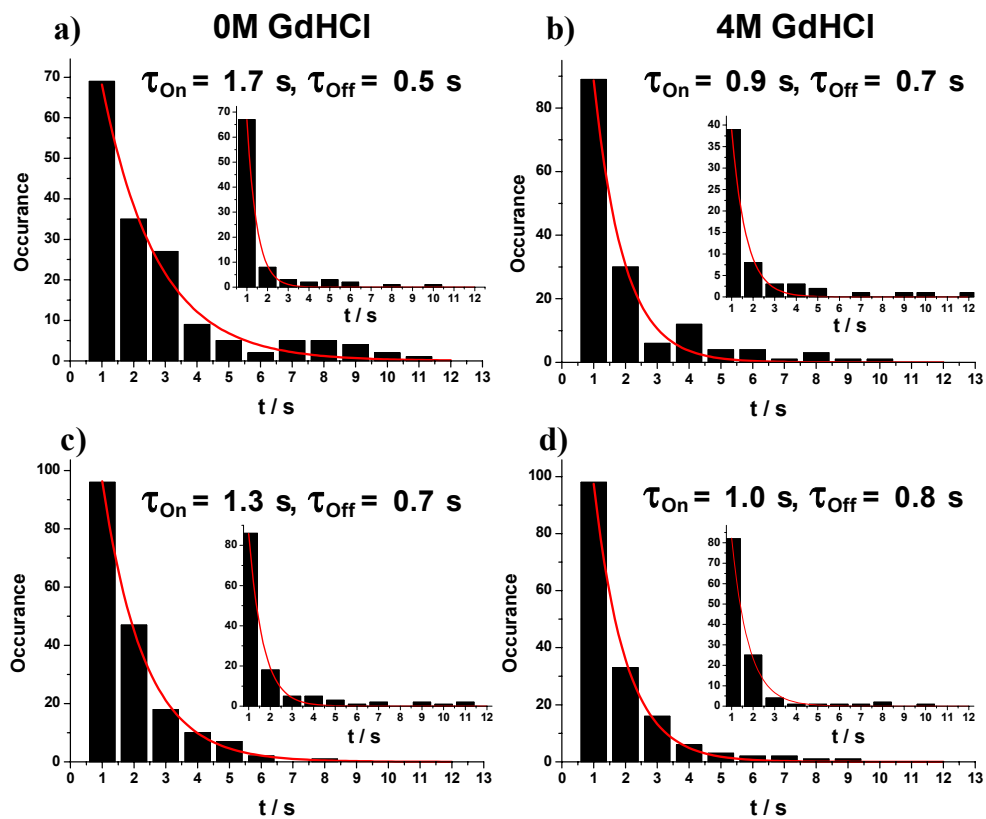 a) 0M GdHCl
b) 4M GdHCl
τOn = 1.7 s, τOff = 0.5 s
Occurance
70
60
50
40
30
20
10
0
0 1 2 3 4 5 6 7 8 9 10 11 12 13
t / s
70
60
50
40
30
20
10
0
1 2 3 4 5 6 7 8 9 10 11 12
t / s
τOn = 0.9 s, τOff = 0.7 s
Occurance
80
60
40
20
0
0 1 2 3 4 5 6 7 8 9 10 11 12 13
t / s
40
35
30
25
20
15
10
5
0
1 2 3 4 5 6 7 8 9 10 11 12
t / s
c)
τOn = 1.3 s, τOff = 0.7 s
Occurance
100
80
60
40
20
0
0 1 2 3 4 5 6 7 8 9 10 11 12 13
t / s
80
60
40
20
0
1 2 3 4 5 6 7 8 9 10 11 12
t / s
d)
τOn = 1.0 s, τOff = 0.8 s
Occurance
100
80
60
40
20
0
0 1 2 3 4 5 6 7 8 9 10 11 12 13
t / s
80
70
60
50
40
30
20
10
0
1 2 3 4 5 6 7 8 9 10 11 12
t / s